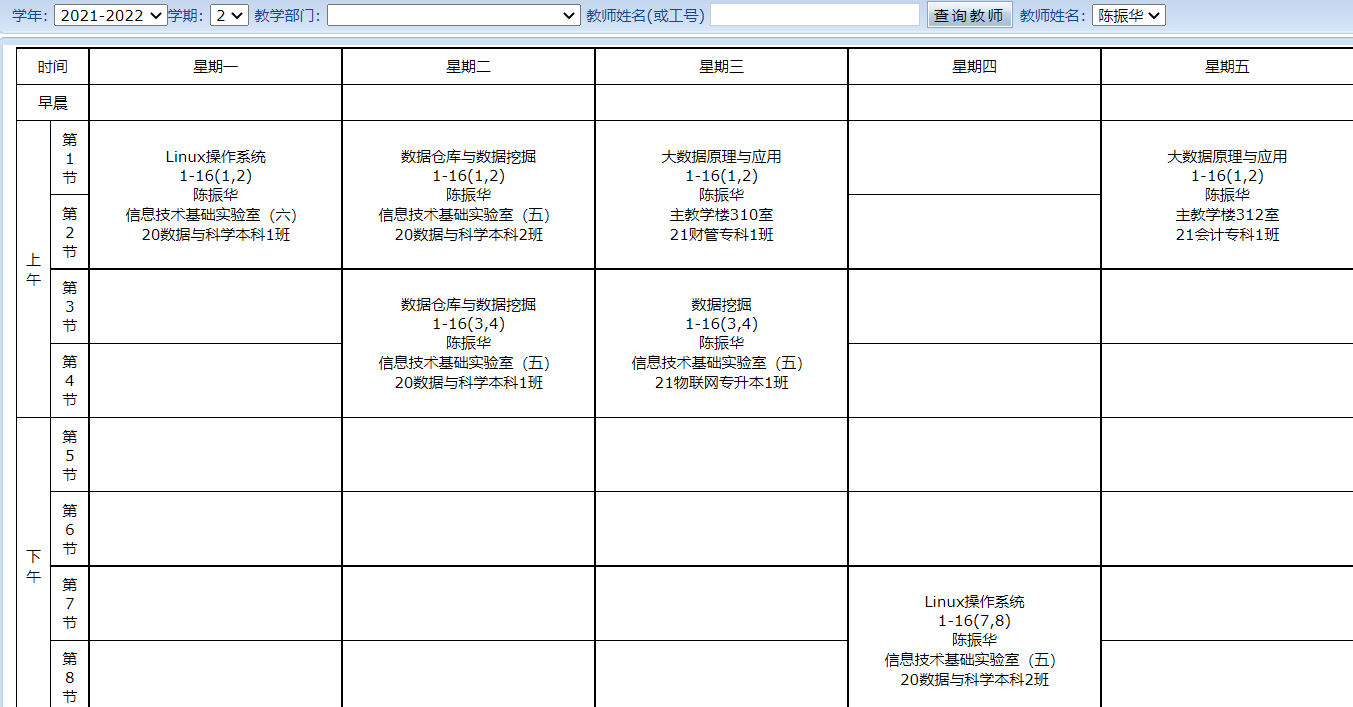 学年: 2021-2022 学期: 2 教学部门: 教师姓名(或工号) 查询教师 教师姓名: 陈振华
时间 星期一 星期二 星期三 星期四 星期五
早晨
上午
第1节
Linux操作系统
1-16(1,2)
陈振华
信息技术基础实验室（六）
20数据与科学本科1班
数据仓库与数据挖掘
1-16(1,2)
陈振华
信息技术基础实验室（五）
20数据与科学本科2班
大数据原理与应用
1-16(1,2)
陈振华
主教学楼310室
21财管专科1班
大数据原理与应用
1-16(1,2)
陈振华
主教学楼312室
21会计专科1班
第2节
第3节
数据仓库与数据挖掘
1-16(3,4)
陈振华
信息技术基础实验室（五）
20数据与科学本科1班
数据挖掘
1-16(3,4)
陈振华
信息技术基础实验室（五）
21物联网专升本1班
第4节
下午
第5节
第6节
第7节
Linux操作系统
1-16(7,8)
陈振华
信息技术基础实验室（五）
20数据与科学本科2班
第8节